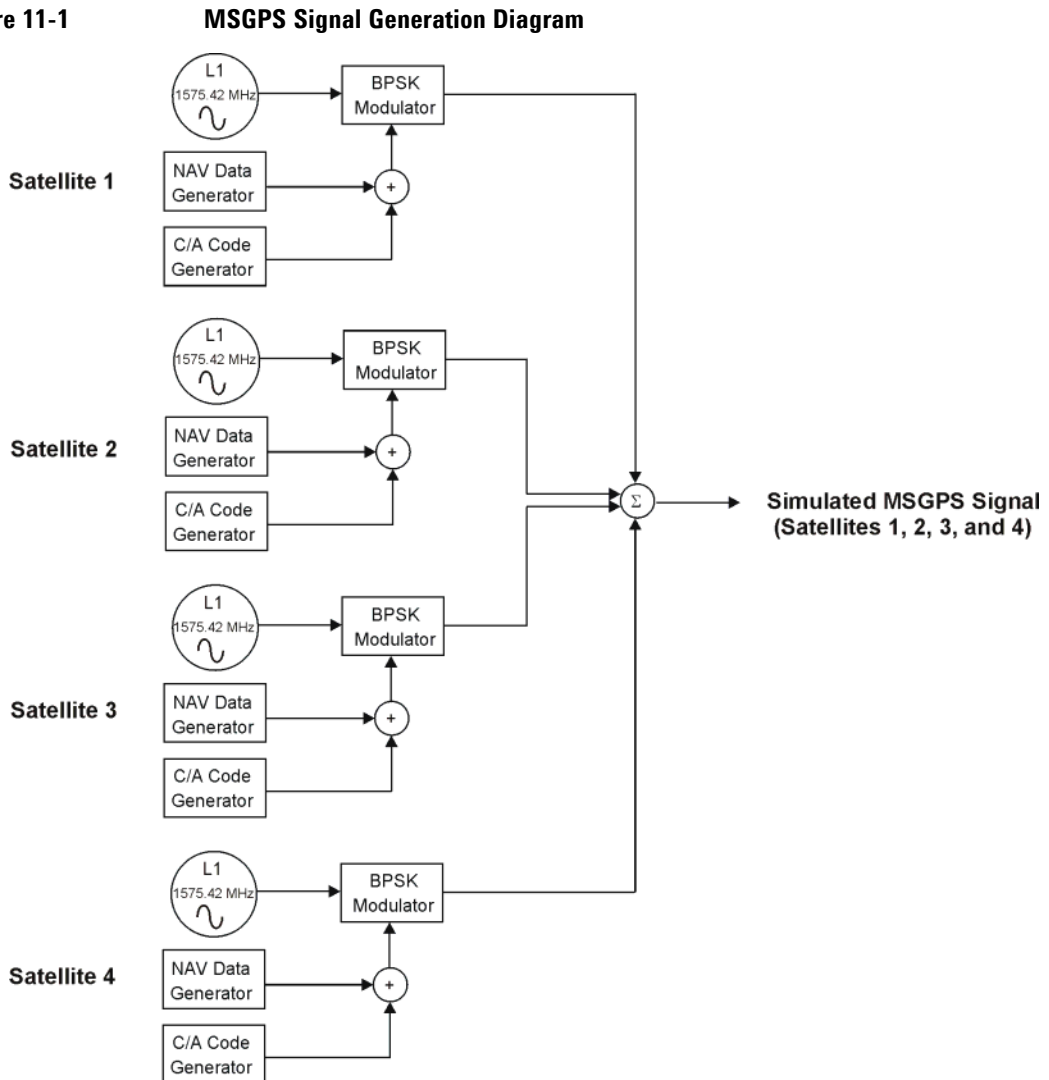 re 11-1 MSGPS Signal Generation Diagram
L1
1575.42 MHz
BPSK
Modulator
Satellite 1
NAV Data
Generator
+
C/A Code
Generator
L1
1575.42 MHz
BPSK
Modulator
Satellite 2
NAV Data
Generator
+
C/A Code
Generator
Σ
Simulated MSGPS Signal
(Satellites 1, 2, 3, and 4)
L1
1575.42 MHz
BPSK
Modulator
Satellite 3
NAV Data
Generator
+
C/A Code
Generator
L1
1575.42 MHz
BPSK
Modulator
Satellite 4
NAV Data
Generator
+
C/A Code
Generator